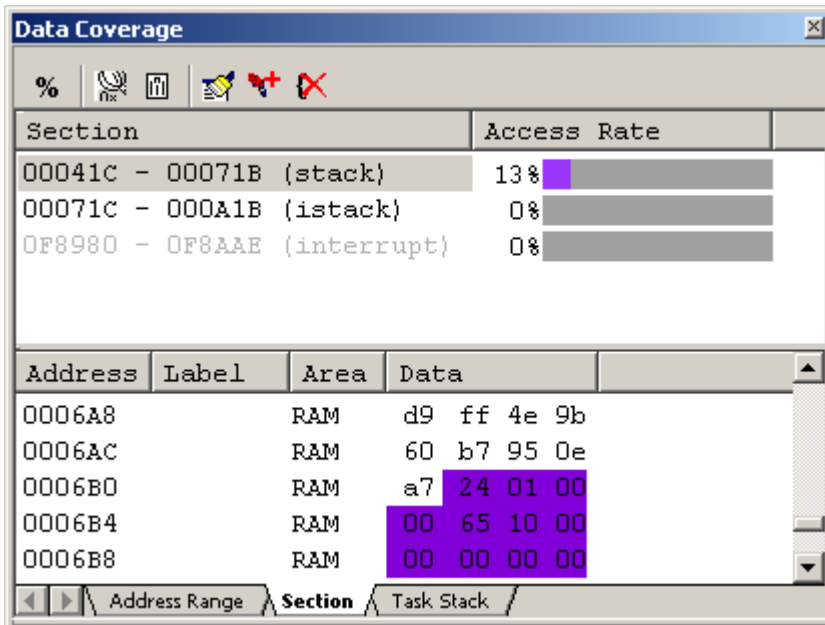 Data Coverage
%
Section Access Rate
00041C - 00071B (stack) 13%
00071C - 000A1B (istack) 0%
0F8980 - 0F8AAE (interrupt) 0%
Address Label Area Data
0006A8 RAM d9 ff 4e 9b
0006AC RAM 60 b7 95 0e
0006B0 RAM a7 24 01 00
0006B4 RAM 00 65 10 00
0006B8 RAM 00 00 00 00
Address Range Section Task Stack